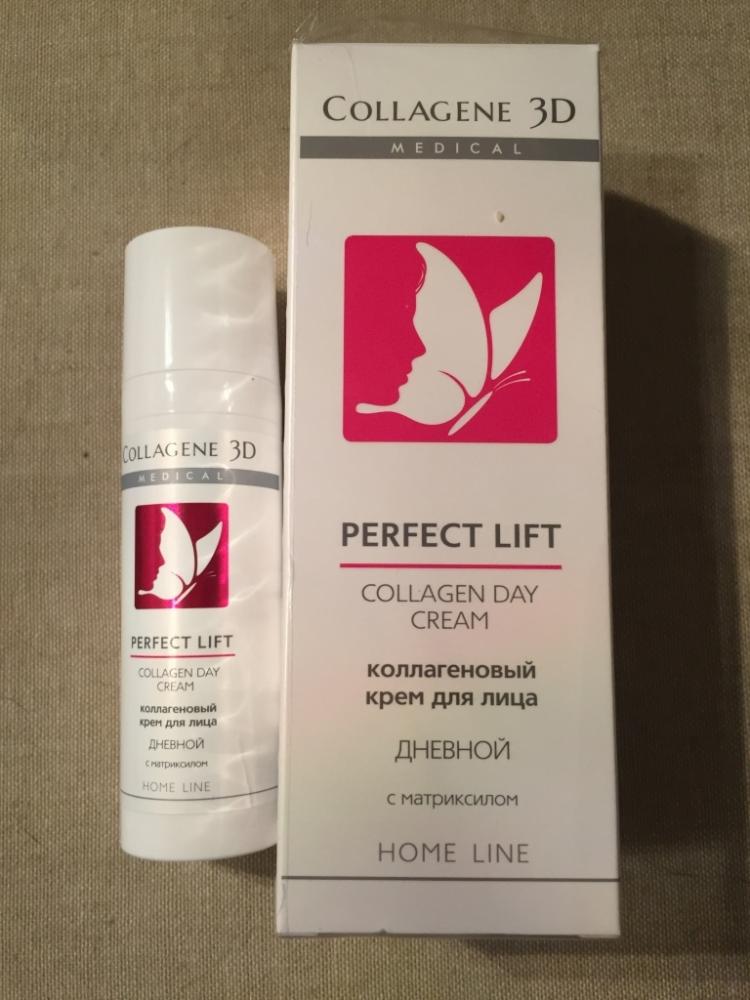 COLLAGENE 3D
MEDICAL
PERFECT LIFT
COLLAGEN DAY
CREAM
коллагеновый
крем для лица
ДНЕВНОЙ
с матриксилом
HOME LINE
COLLAGENE 3D
MEDICAL
PERFECT LIFT
COLLAGEN DAY
CREAM
коллагеновый
крем для лица
ДНЕВНОЙ
с матриксилом
HOME LINE